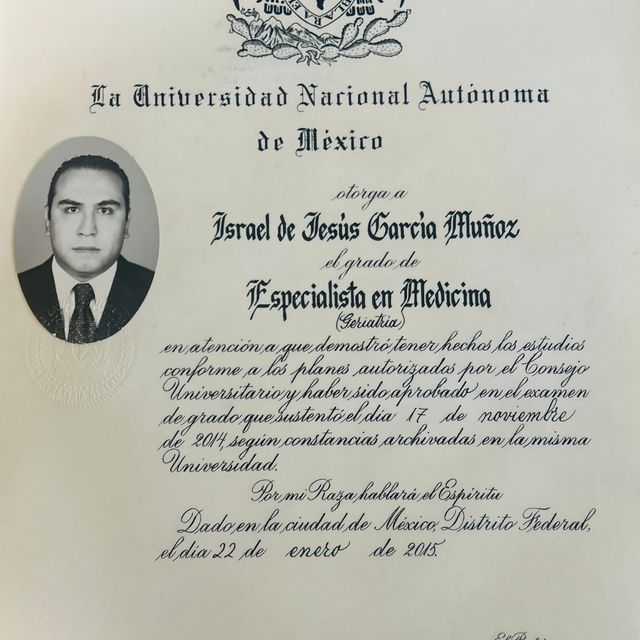 La Universidad Nacional Autónoma
de México
otorga a
Israel de Jesús García Muñoz
el grado de
Especialista en Medicina
(Geriatría)
en atención a que demostró tener hechos los estudios
conforme a los planes autorizados por el Consejo
Universitario y haber sido aprobado en el examen
de grado que sustentó el día 17 de noviembre
de 2014, según constancias archivadas en la misma
Universidad.
Por mi Raza hablará el Espíritu
Dado en la ciudad de México, Distrito Federal,
el día 22 de enero de 2015.